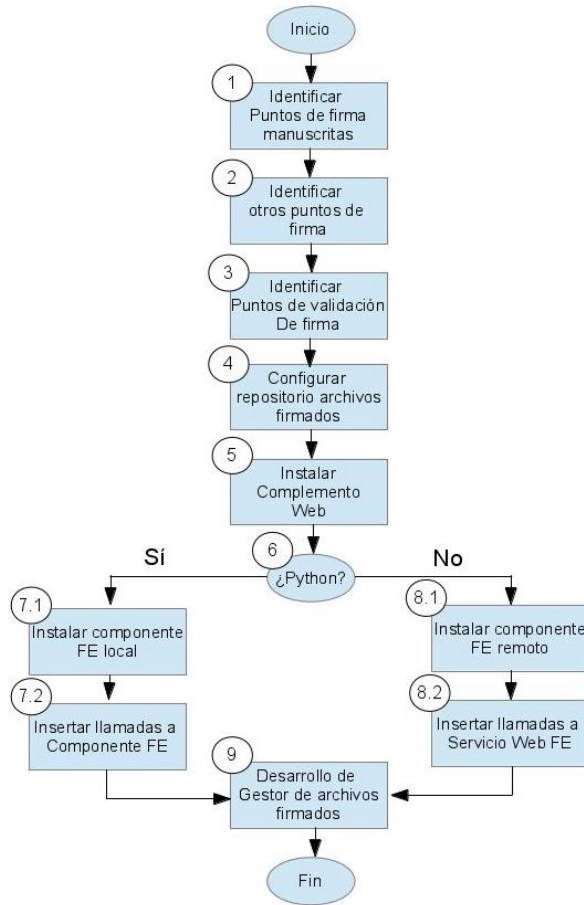 Inicio
1
Identificar
Puntos de firma
manuscritas
2
Identificar
otros puntos de
firma
3
Identificar
Puntos de validación
De firma
4
Configurar
repositorio archivos
firmados
5
Instalar
Complemento
Web
6
¿Python?
Sí
No
7.1
Instalar componente
FE local
7.2
Insertar llamadas a
Componente FE
8.1
Instalar componente
FE remoto
8.2
Insertar llamadas a
Servicio Web FE
9
Desarrollo de
Gestor de archivos
firmados
Fin